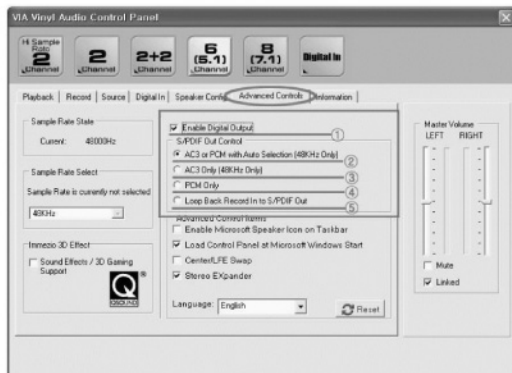 VIA Vinyl Audio Control Panel
Hi Sample
Rate
2
Channel
2
Channel
2+2
Channel
6
(5.1)
Channel
8
(7.1)
Channel
Digital In
Playback
Record
Source
Digital In
Speaker Config
Advanced Controls
Information
Sample Rate State
Current: 48000Hz
Sample Rate Select
Sample Rate is currently not selected
48KHz
Immezio 3D Effect
Sound Effects / 3D Gaming
Support
QSOUND
®
Enable Digital Output
①
S/PDIF Out Control
AC3 or PCM with Auto Selection (48KHz Only)
②
AC3 Only (48KHz Only)
③
PCM Only
④
Loop Back Record In to S/PDIF Out
⑤
Advanced Control Items
Enable Microsoft Speaker Icon on Taskbar
Load Control Panel at Microsoft Windows Start
Center/LFE Swap
Stereo EXpander
Language: English
Reset
Master Volume
LEFT RIGHT
Mute
Linked